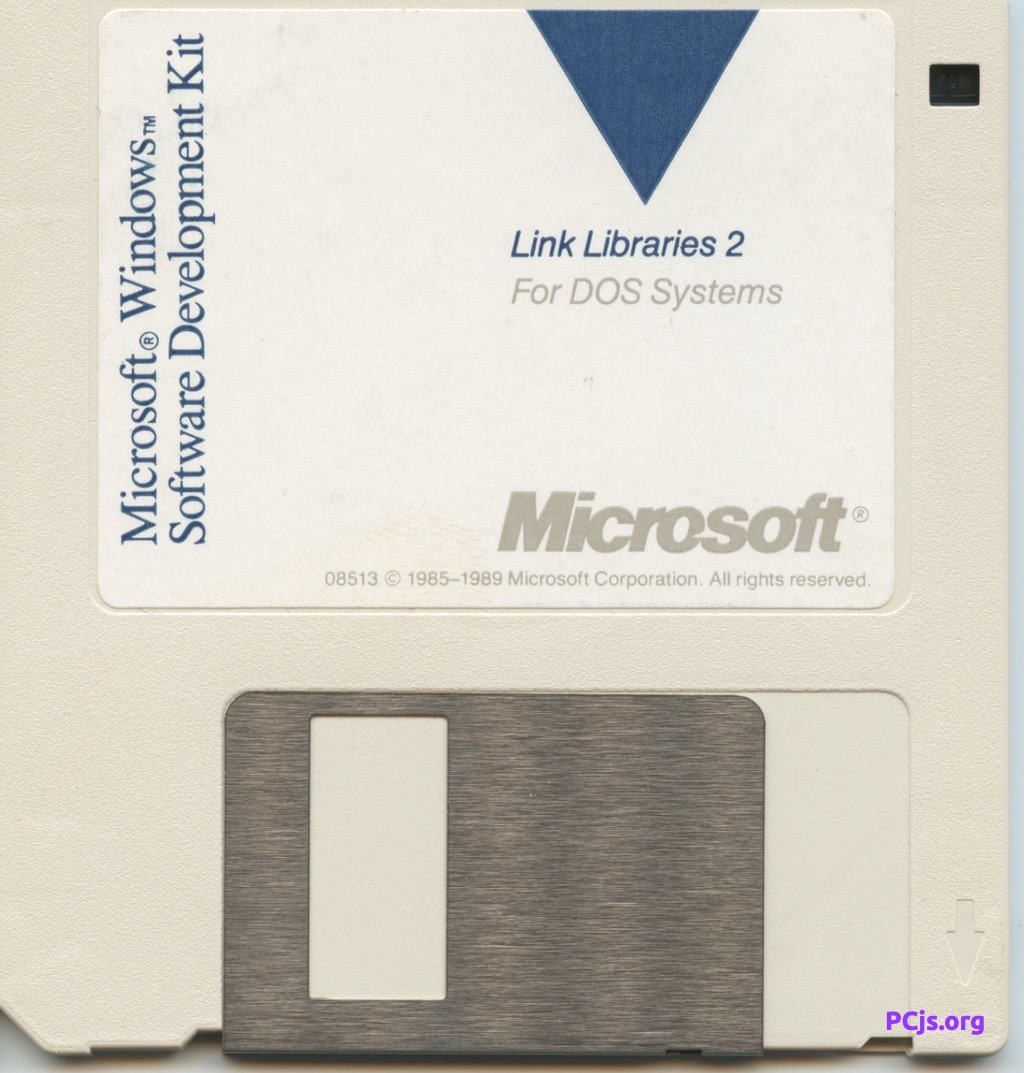 Microsoft® Windows™
Software Development Kit
Link Libraries 2
For DOS Systems
Microsoft®
08513 © 1985–1989 Microsoft Corporation. All rights reserved.
PCjs.org